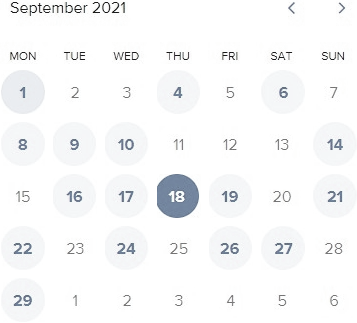 September 2021
MON TUE WED THU FRI SAT SUN
1 2 3 4 5 6 7
8 9 10 11 12 13 14
15 16 17 18 19 20 21
22 23 24 25 26 27 28
29 1 2 3 4 5 6